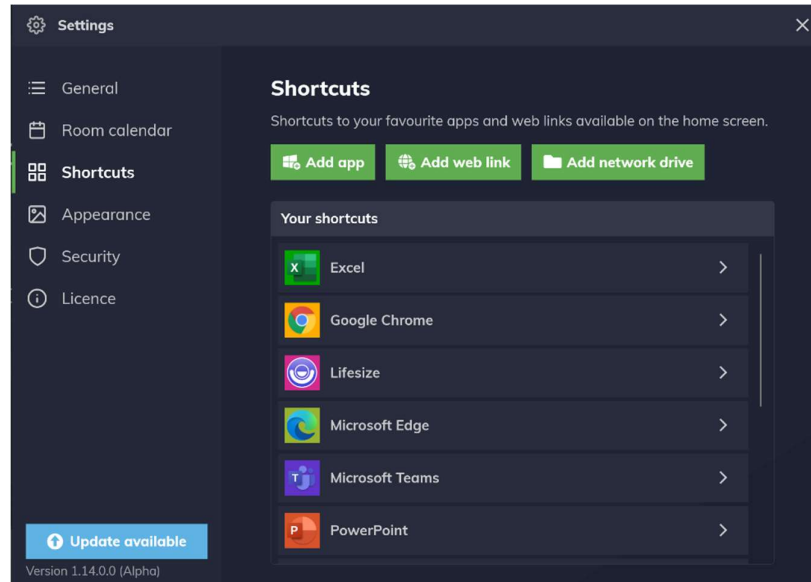 Settings
General
Room calendar
Shortcuts
Appearance
Security
Licence
Update available
Version 1.14.0.0 (Alpha)
Shortcuts
Shortcuts to your favourite apps and web links available on the home screen.
Add app
Add web link
Add network drive
Your shortcuts
Excel
Google Chrome
Lifesize
Microsoft Edge
Microsoft Teams
PowerPoint